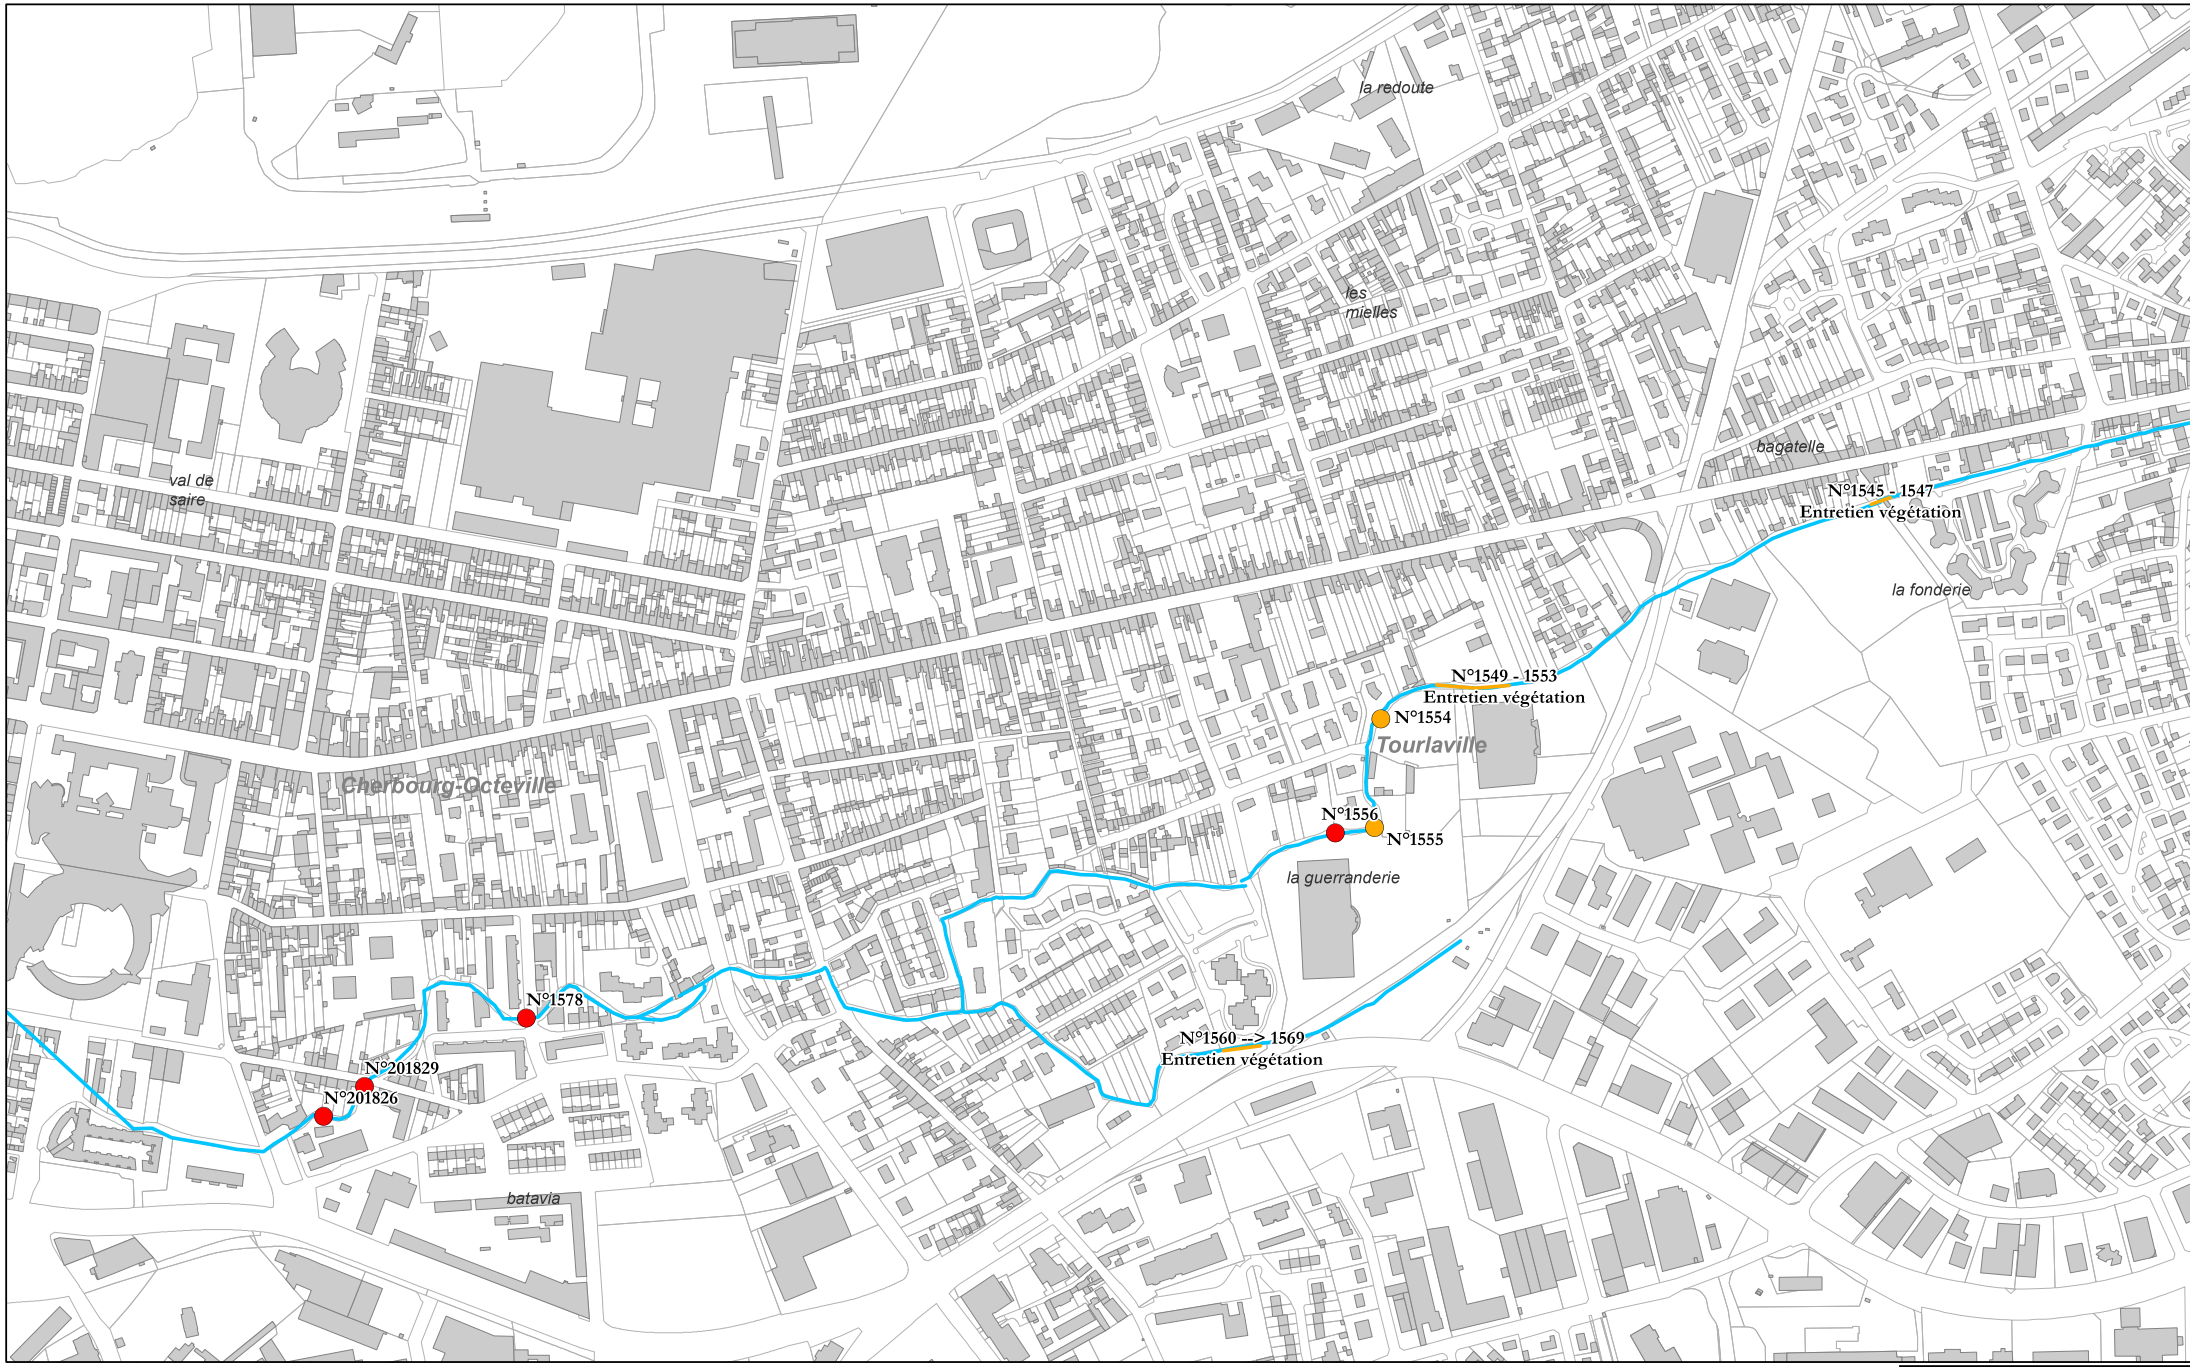 la redoute
les
mielles
bagatelle
val de
saire
N°1545 - 1547
Entretien végétation
la fonderie
N°1549 - 1553
Entretien végétation
N°1554
Tourlaville
Cherbourg-Octeville
N°1556
N°1555
la guerranderie
N°1578
N°1560 --> 1569
Entretien végétation
N°201829
N°201826
batavia